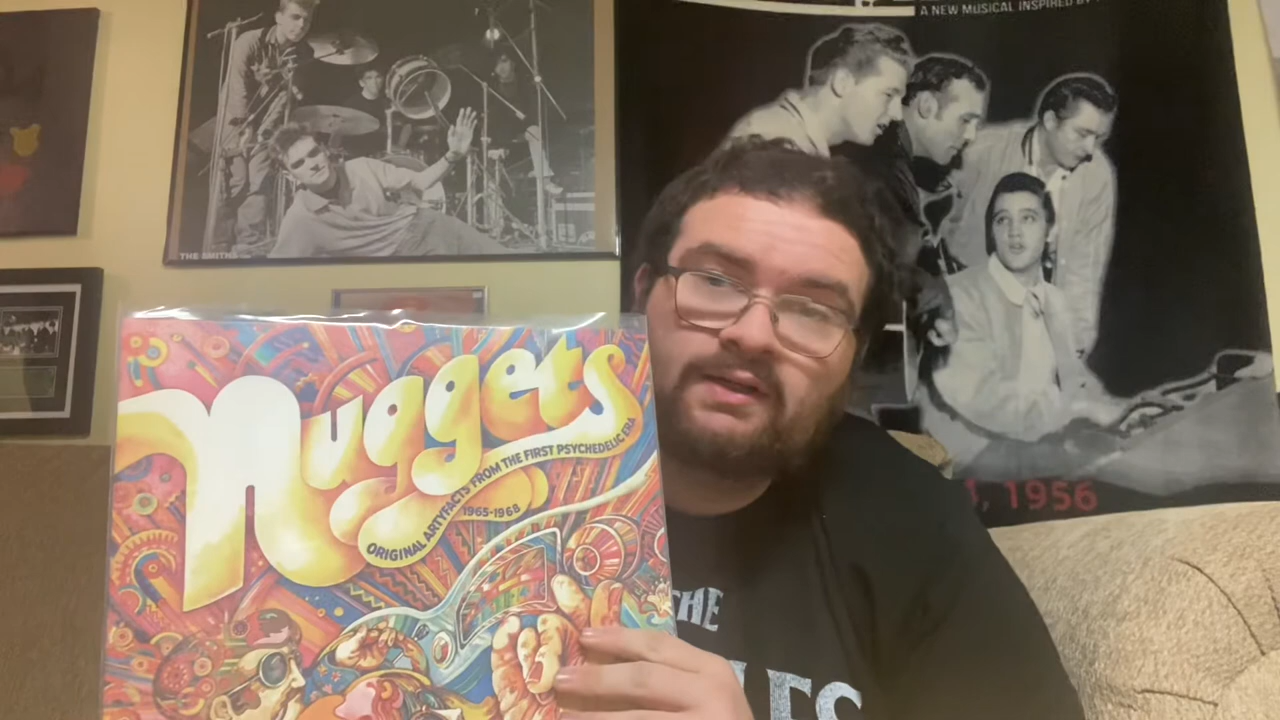 A NEW MUSICAL INSPIRED BY
THE SMITHS
Nuggets
ORIGINAL ARTYFACTS FROM THE FIRST PSYCHEDELIC ERA
1965-1968
1956
THE